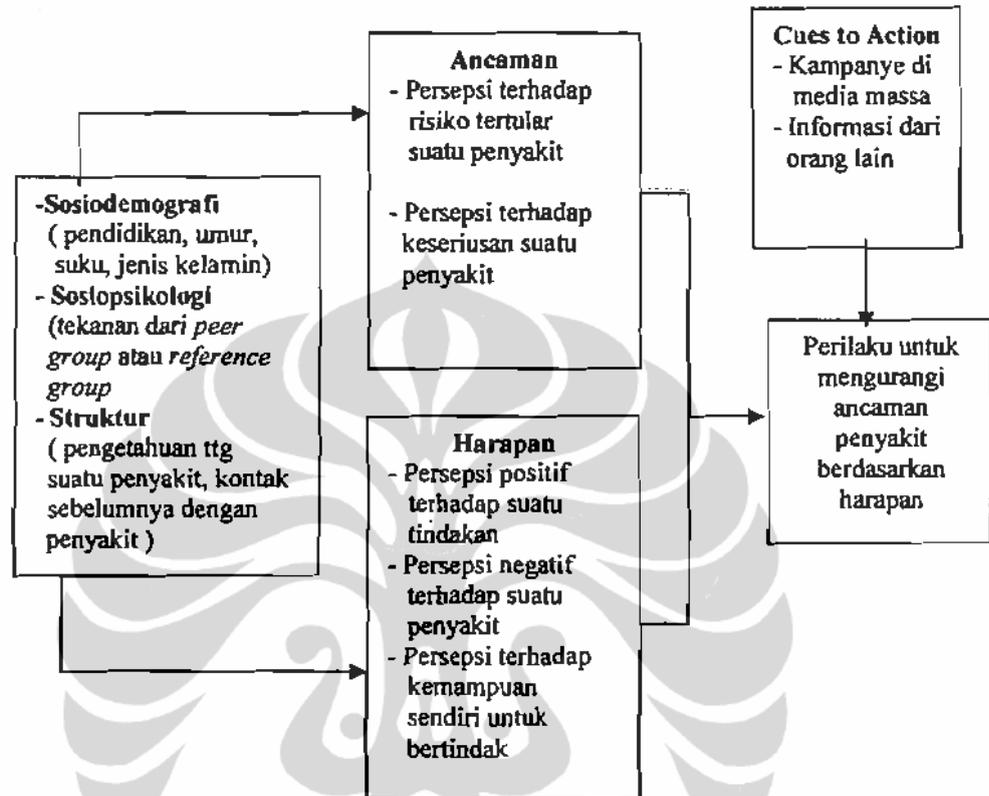 -Sosiodemografi
( pendidikan, umur,
suku, jenis kelamin)
- Sosiopsikologi
(tekanan dari peer
group atau reference
group
- Struktur
( pengetahuan ttg
suatu penyakit, kontak
sebelumnya dengan
penyakit )
Ancaman
- Persepsi terhadap
risiko tertular
suatu penyakit
- Persepsi terhadap
keseriusan suatu
penyakit
Harapan
- Persepsi positif
terhadap suatu
tindakan
- Persepsi negatif
terhadap suatu
penyakit
- Persepsi terhadap
kemampuan
sendiri untuk
bertindak
Cues to Action
- Kampanye di
media massa
- Informasi dari
orang lain
Perilaku untuk
mengurangi
ancaman
penyakit
berdasarkan
harapan